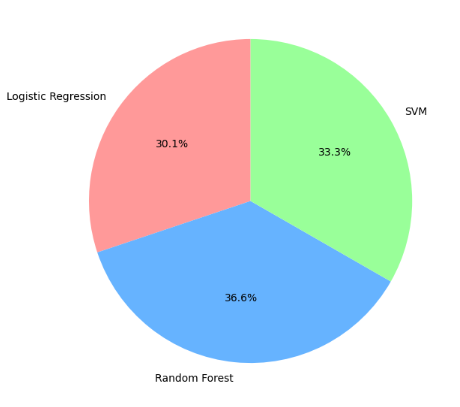 Logistic Regression
SVM
30.1%
33.3%
36.6%
Random Forest